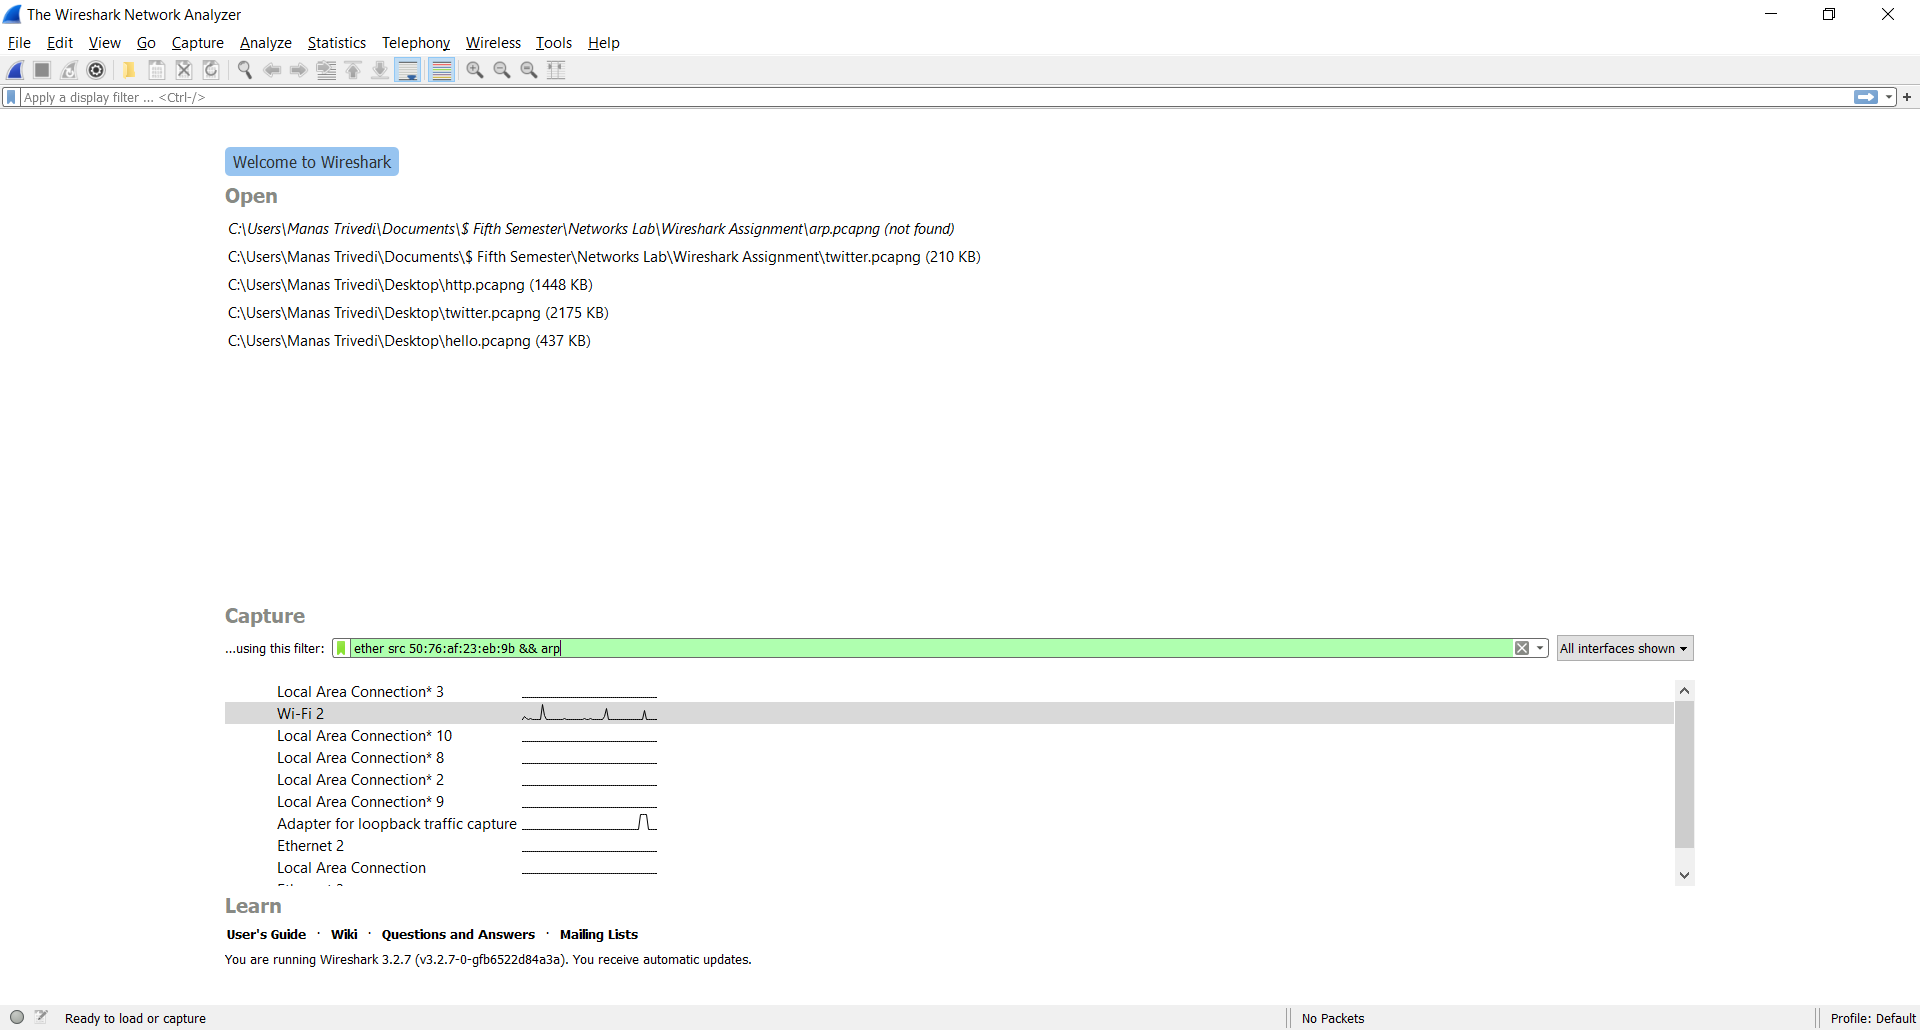 The Wireshark Network Analyzer
File Edit View Go Capture Analyze Statistics Telephony Wireless Tools Help
Apply a display filter ... <Ctrl-/>
Welcome to Wireshark
Open
C:\Users\Manas Trivedi\Documents\$ Fifth Semester\Networks Lab\Wireshark Assignment\arp.pcapng (not found)
C:\Users\Manas Trivedi\Documents\$ Fifth Semester\Networks Lab\Wireshark Assignment\twitter.pcapng (210 KB)
C:\Users\Manas Trivedi\Desktop\http.pcapng (1448 KB)
C:\Users\Manas Trivedi\Desktop\twitter.pcapng (2175 KB)
C:\Users\Manas Trivedi\Desktop\hello.pcapng (437 KB)
Capture
...using this filter: ether src 50:76:af:23:eb:9b && arp All interfaces shown
Local Area Connection* 3
Wi-Fi 2
Local Area Connection* 10
Local Area Connection* 8
Local Area Connection* 2
Local Area Connection* 9
Adapter for loopback traffic capture
Ethernet 2
Local Area Connection
Learn
User's Guide · Wiki · Questions and Answers · Mailing Lists
You are running Wireshark 3.2.7 (v3.2.7-0-gfb6522d84a3a). You receive automatic updates.
Ready to load or capture No Packets Profile: Default